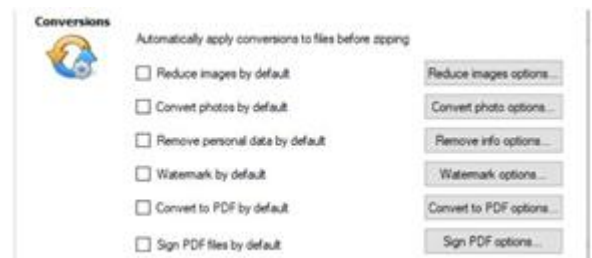 Conversions
Automatically apply conversions to files before zipping
Reduce images by default Reduce images options...
Convert photos by default Convert photo options...
Remove personal data by default Remove info options...
Watermark by default Watermark options...
Convert to PDF by default Convert to PDF options...
Sign PDF files by default Sign PDF options...